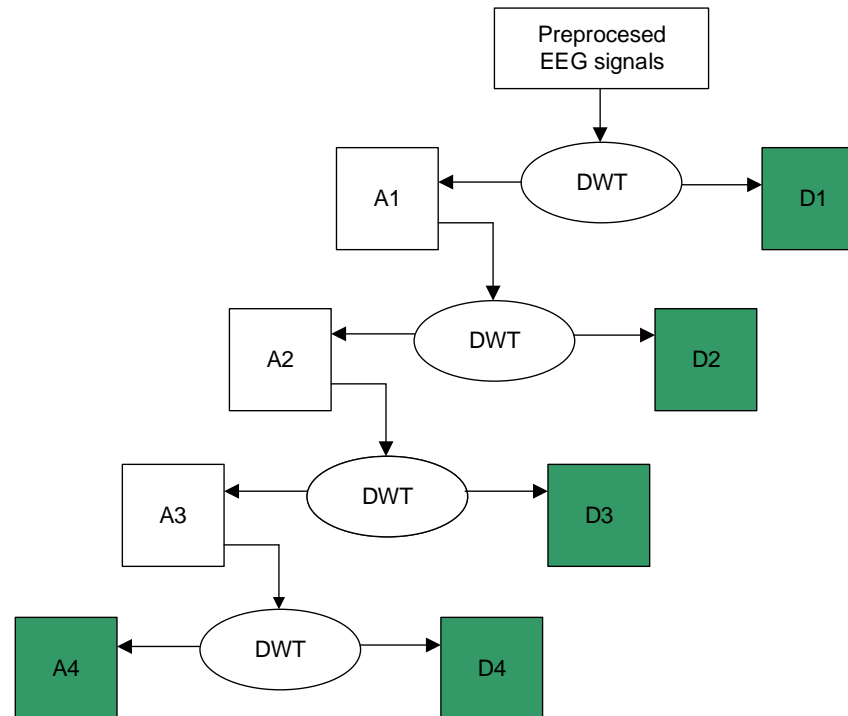 Preprocesed
EEG signals
A1
DWT
D1
A2
DWT
D2
A3
DWT
D3
A4
DWT
D4